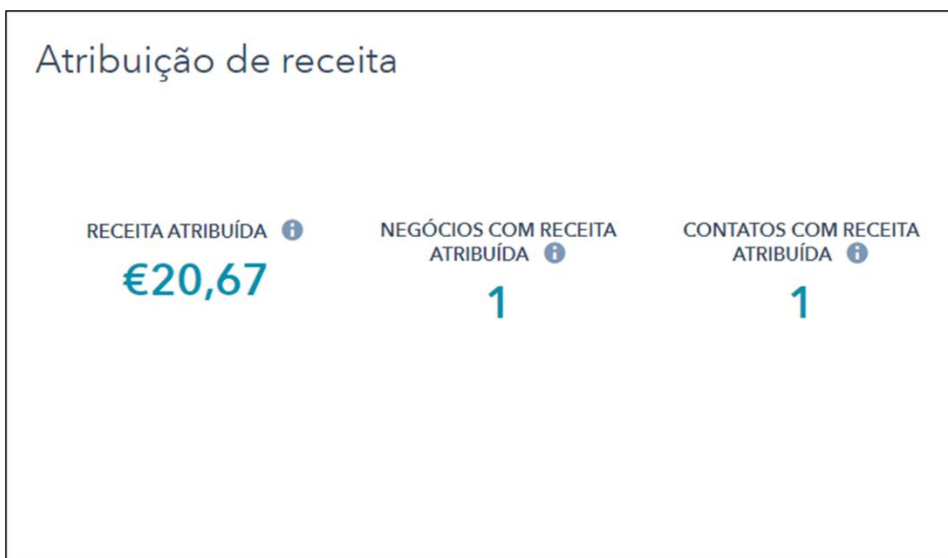 Atribuição de receita
RECEITA ATRIBUÍDA
€20,67
NEGÓCIOS COM RECEITA
ATRIBUÍDA
1
CONTATOS COM RECEITA
ATRIBUÍDA
1